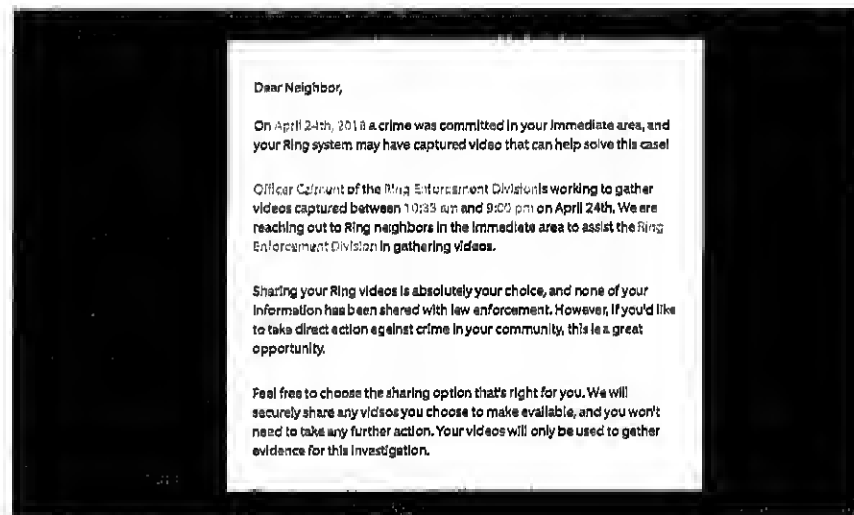 Dear Neighbor,
On April 24th, 2018 a crime was committed in your immediate area, and
your Ring system may have captured video that can help solve this case!
Officer of the Ring Enforcement Division is working to gather
videos captured between 10:33 am and 9:00 pm on April 24th. We are
reaching out to Ring neighbors in the immediate area to assist the Ring
Enforcement Division in gathering videos.
Sharing your Ring videos is absolutely your choice, and none of your
information has been shared with law enforcement. However, if you'd like
to take direct action against crime in your community, this is a great
opportunity.
Feel free to choose the sharing option that's right for you. We will
securely share any videos you choose to make available, and you won't
need to take any further action. Your videos will only be used to gather
evidence for this investigation.